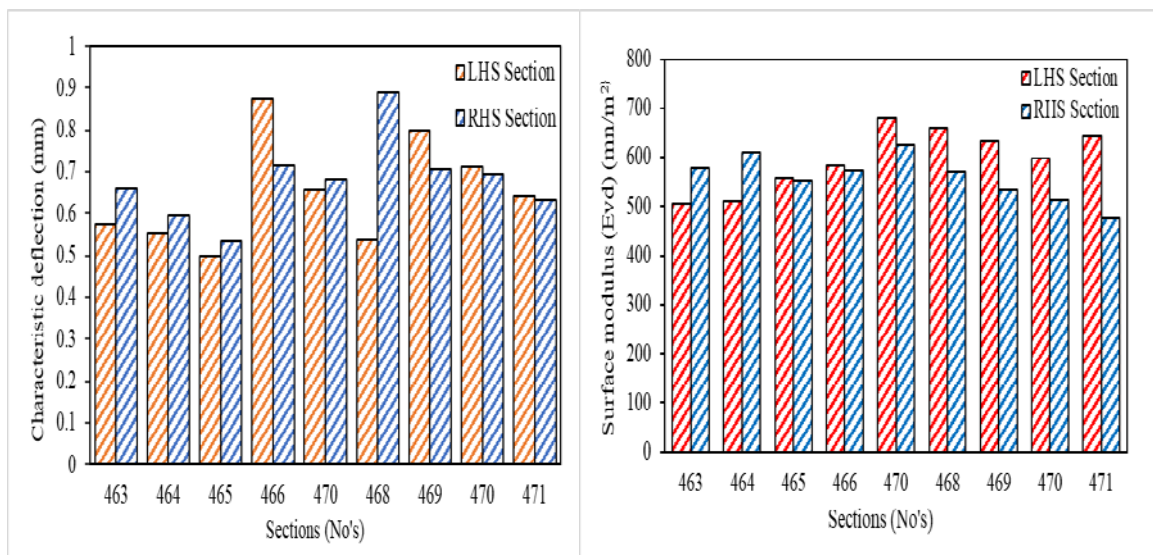 Characteristic deflection (mm)
1
0.9
0.8
0.7
0.6
0.5
0.4
0.3
0.2
0.1
0
LHS Section
RHS Section
463 464 465 466 470 468 469 470 471
Sections (No's)
Surface modulus (Evd) (mn/m²}
800
700
600
500
400
300
200
100
0
LHS Section
RIIS Scction
463 464 465 466 470 468 469 470 471
Sections (No's)